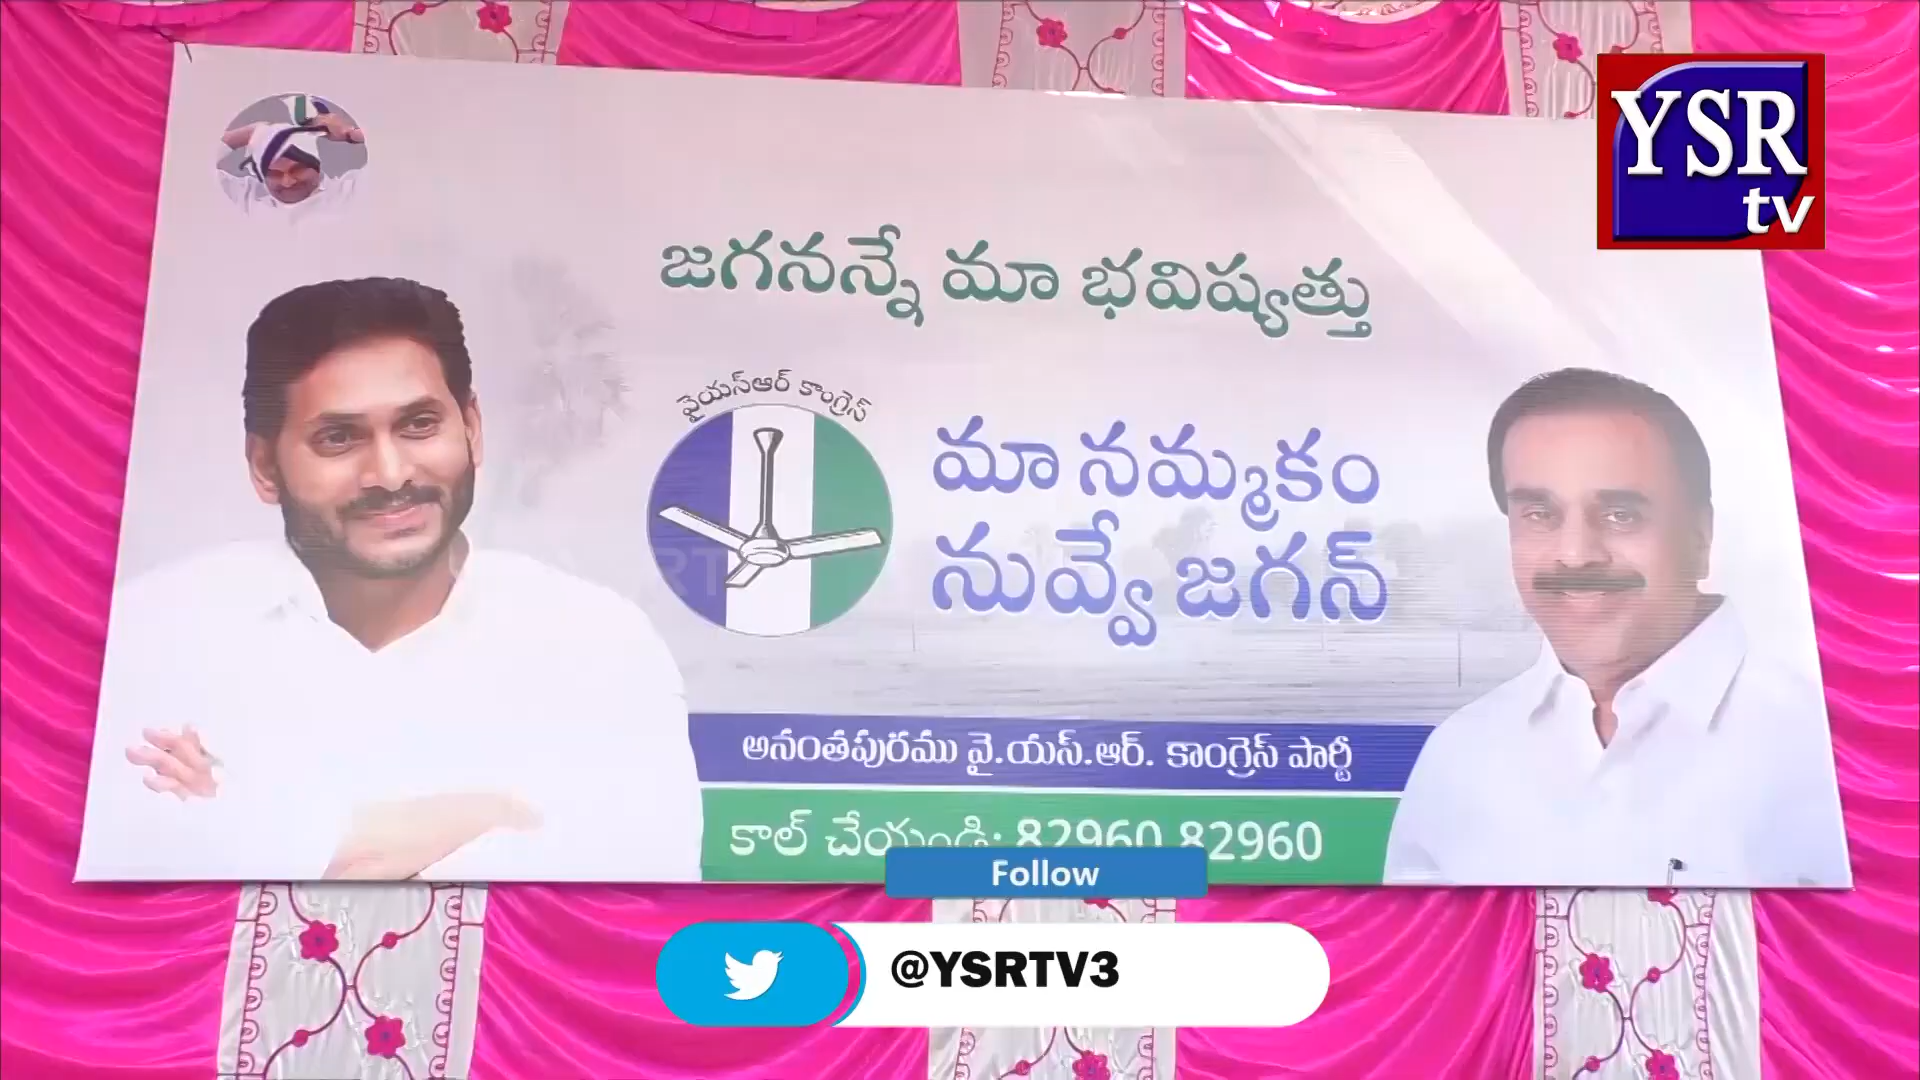 YSR
tv
జగనన్నే మా భవిష్యత్తు
వైయస్ఆర్ కాంగ్రెస్
మా నమ్మకం
నువ్వే జగన్
అనంతపురము వై.యస్.ఆర్. కాంగ్రెస్ పార్టీ
కాల్ చేయండి: 82960 82960
Follow
@YSRTV3